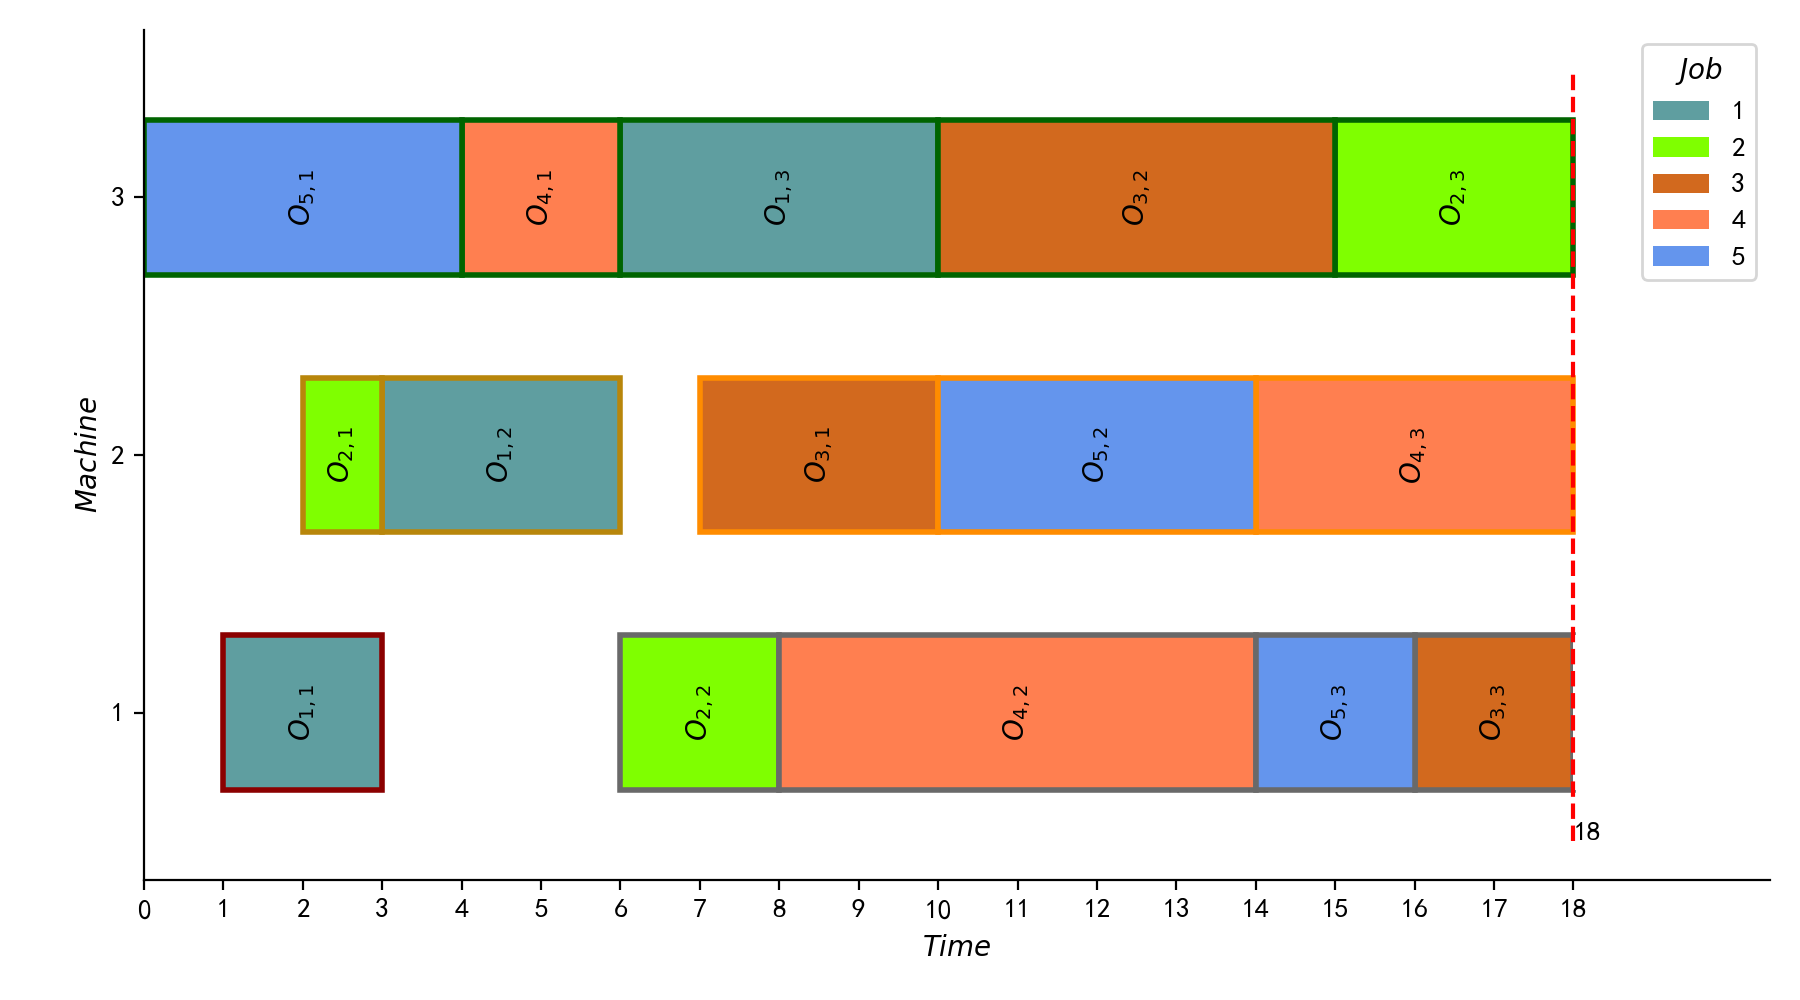 Job
1
2
3
4
5
Machine
3
O5,1 O4,1 O1,3 O3,2 O2,3
2
O2,1 O1,2 O3,1 O5,2 O4,3
1
O1,1 O2,2 O4,2 O5,3 O3,3
18
0 1 2 3 4 5 6 7 8 9 10 11 12 13 14 15 16 17 18
Time